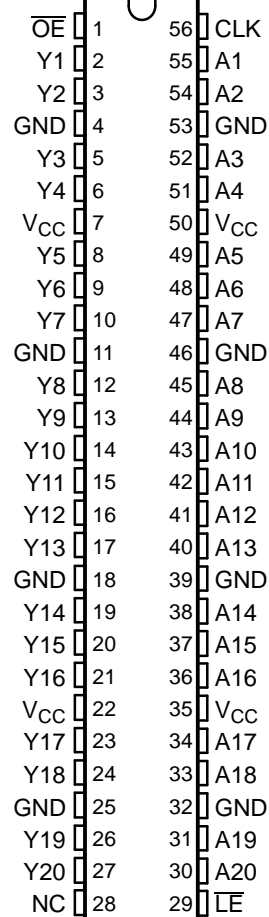 O̅E̅ 1 56 CLK
Y1 2 55 A1
Y2 3 54 A2
GND 4 53 GND
Y3 5 52 A3
Y4 6 51 A4
VCC 7 50 VCC
Y5 8 49 A5
Y6 9 48 A6
Y7 10 47 A7
GND 11 46 GND
Y8 12 45 A8
Y9 13 44 A9
Y10 14 43 A10
Y11 15 42 A11
Y12 16 41 A12
Y13 17 40 A13
GND 18 39 GND
Y14 19 38 A14
Y15 20 37 A15
Y16 21 36 A16
VCC 22 35 VCC
Y17 23 34 A17
Y18 24 33 A18
GND 25 32 GND
Y19 26 31 A19
Y20 27 30 A20
NC 28 29 L̅E̅